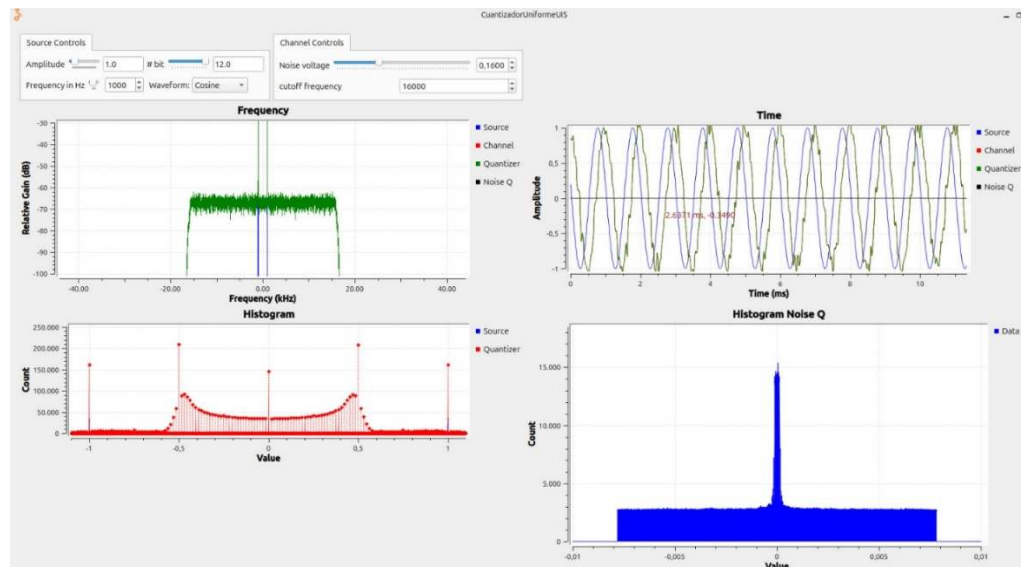 CuantizadorUniformeUIS
Source Controls
Amplitude 1.0 # bit 12.0
Frequency in Hz 1000 Waveform: Cosine
Channel Controls
Noise voltage 0,1600
cutoff frequency 16000
Frequency
Relative Gain (dB)
-30
-40
-50
-60
-70
-80
-90
-100
-40.00 -20.00 0.00 20.00 40.00
Frequency (kHz)
Source
Channel
Quantizer
Noise Q
Time
Amplitude
1
0,5
0
-0,5
-1
2.6371 ms, -0.3490
0 2 4 6 8 10
Time (ms)
Source
Channel
Quantizer
Noise Q
Histogram
Count
250.000
200.000
150.000
100.000
50.000
0
-1 -0,5 0 0,5 1
Value
Source
Quantizer
Histogram Noise Q
Count
15.000
10.000
5.000
0
-0,01 -0,005 0 0,005 0,01
Value
Data